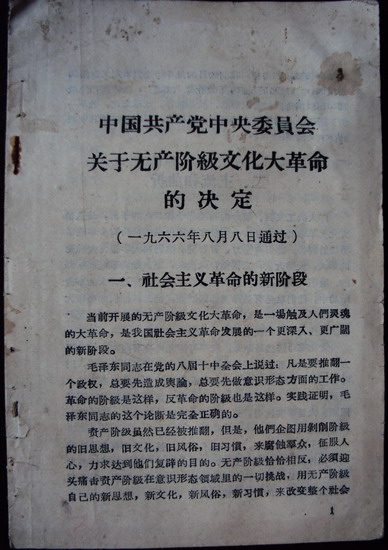 中国共产党中央委員会
关于无产阶級文化大革命
的决定
(一九六六年八月八日通过)
一、社会主义革命的新阶段
当前开展的无产阶級文化大革命，是一場触及人們灵魂
的大革命，是我国社会主义革命发展的一个更深入、更广闊
的新阶段。
毛泽东同志在党的八届十中全会上说过：凡是要推翻一
个政权，总要先造成輿論，总要先做意识形态方面的工作。
革命的阶级是这样，反革命的阶级也是这样。实践证明，毛
泽东同志的这个论断是完全正确的。
资产阶级虽然已经被推翻，但是，他們企图用剥削阶级
的旧思想，旧文化，旧风俗，旧习惯，来腐蚀羣众，征服人
心，力求达到他们复辟的目的。无产阶级恰恰相反，必须迎
头痛击资产阶级在意识形态领域里的一切挑战，用无产阶级
自己的新思想，新文化，新风俗，新习惯，来改变整个社会
1